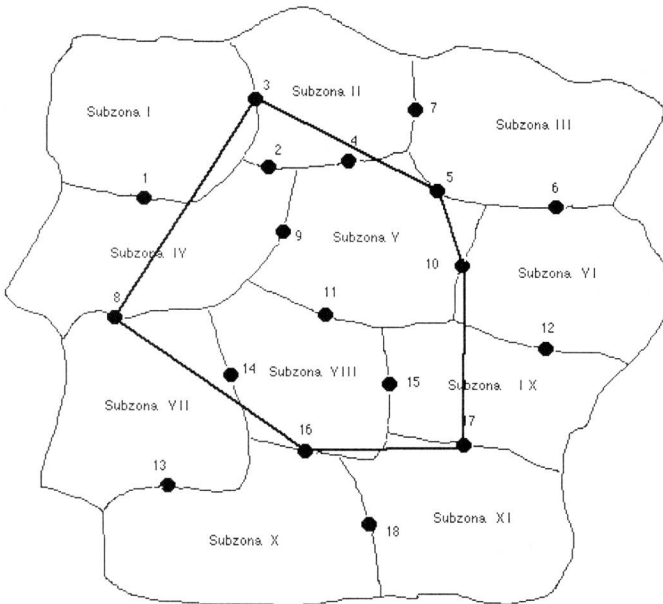 3
Subzona II
Subzona I
7
Subzona III
4
2
5
1
6
Subzona IV
9
Subzona V
10
Subzona VI
8
11
12
14
Subzona VIII
15
Subzona IX
Subzona VII
16
17
13
Subzona X
18
Subzona XI